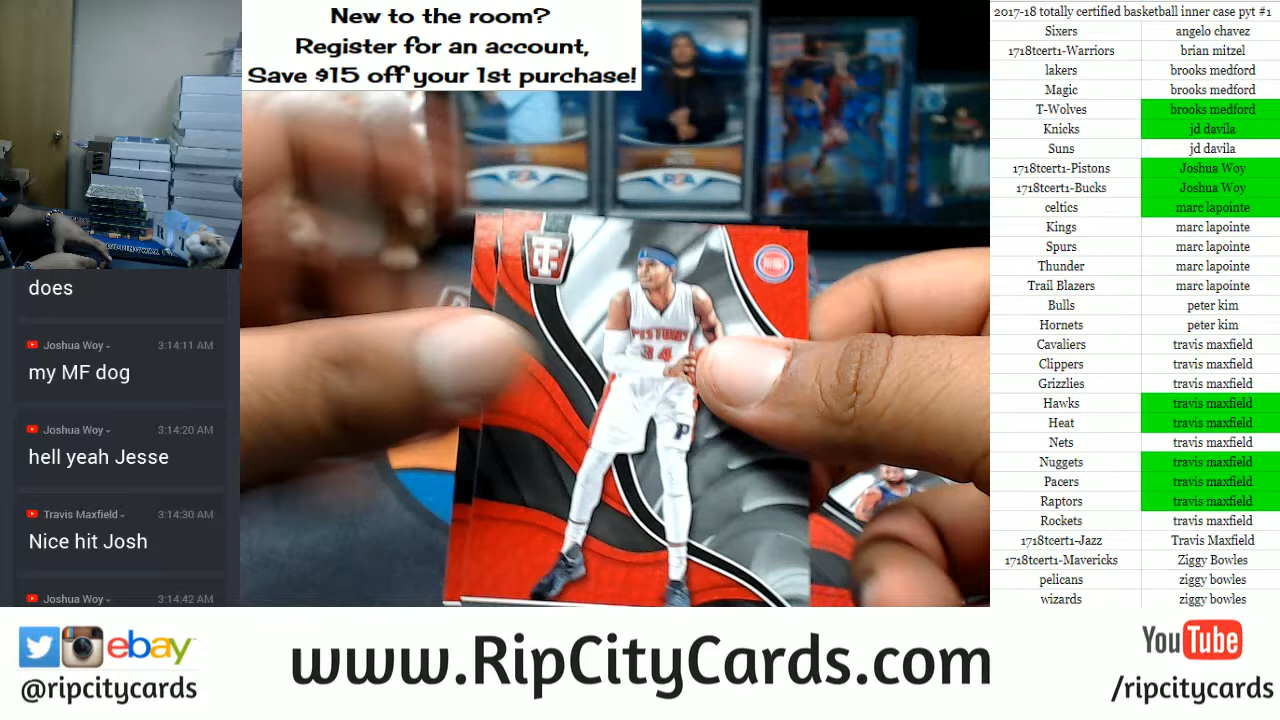 New to the room?
Register for an account,
Save $15 off your 1st purchase!
does
Joshua Woy - 3:14:11 AM
my MF dog
Joshua Woy - 3:14:20 AM
hell yeah Jesse
Travis Maxfield - 3:14:30 AM
Nice hit Josh
Joshua Woy - 3:14:42 AM
PISTONS
34
P
2017-18 totally certified basketball inner case pyt #1
Sixers angelo chavez
1718tcert1-Warriors brian mitzel
lakers brooks medford
Magic brooks medford
T-Wolves brooks medford
Knicks jd davila
Suns jd davila
1718tcert1-Pistons Joshua Woy
1718tcert1-Bucks Joshua Woy
celtics marc lapointe
Kings marc lapointe
Spurs marc lapointe
Thunder marc lapointe
Trail Blazers marc lapointe
Bulls peter kim
Hornets peter kim
Cavaliers travis maxfield
Clippers travis maxfield
Grizzlies travis maxfield
Hawks travis maxfield
Heat travis maxfield
Nets travis maxfield
Nuggets travis maxfield
Pacers travis maxfield
Raptors travis maxfield
Rockets travis maxfield
1718tcert1-Jazz Travis Maxfield
1718tcert1-Mavericks Ziggy Bowles
pelicans ziggy bowles
wizards ziggy bowles
ebay
@ripcitycards
www.RipCityCards.com
YouTube
/ripcitycards